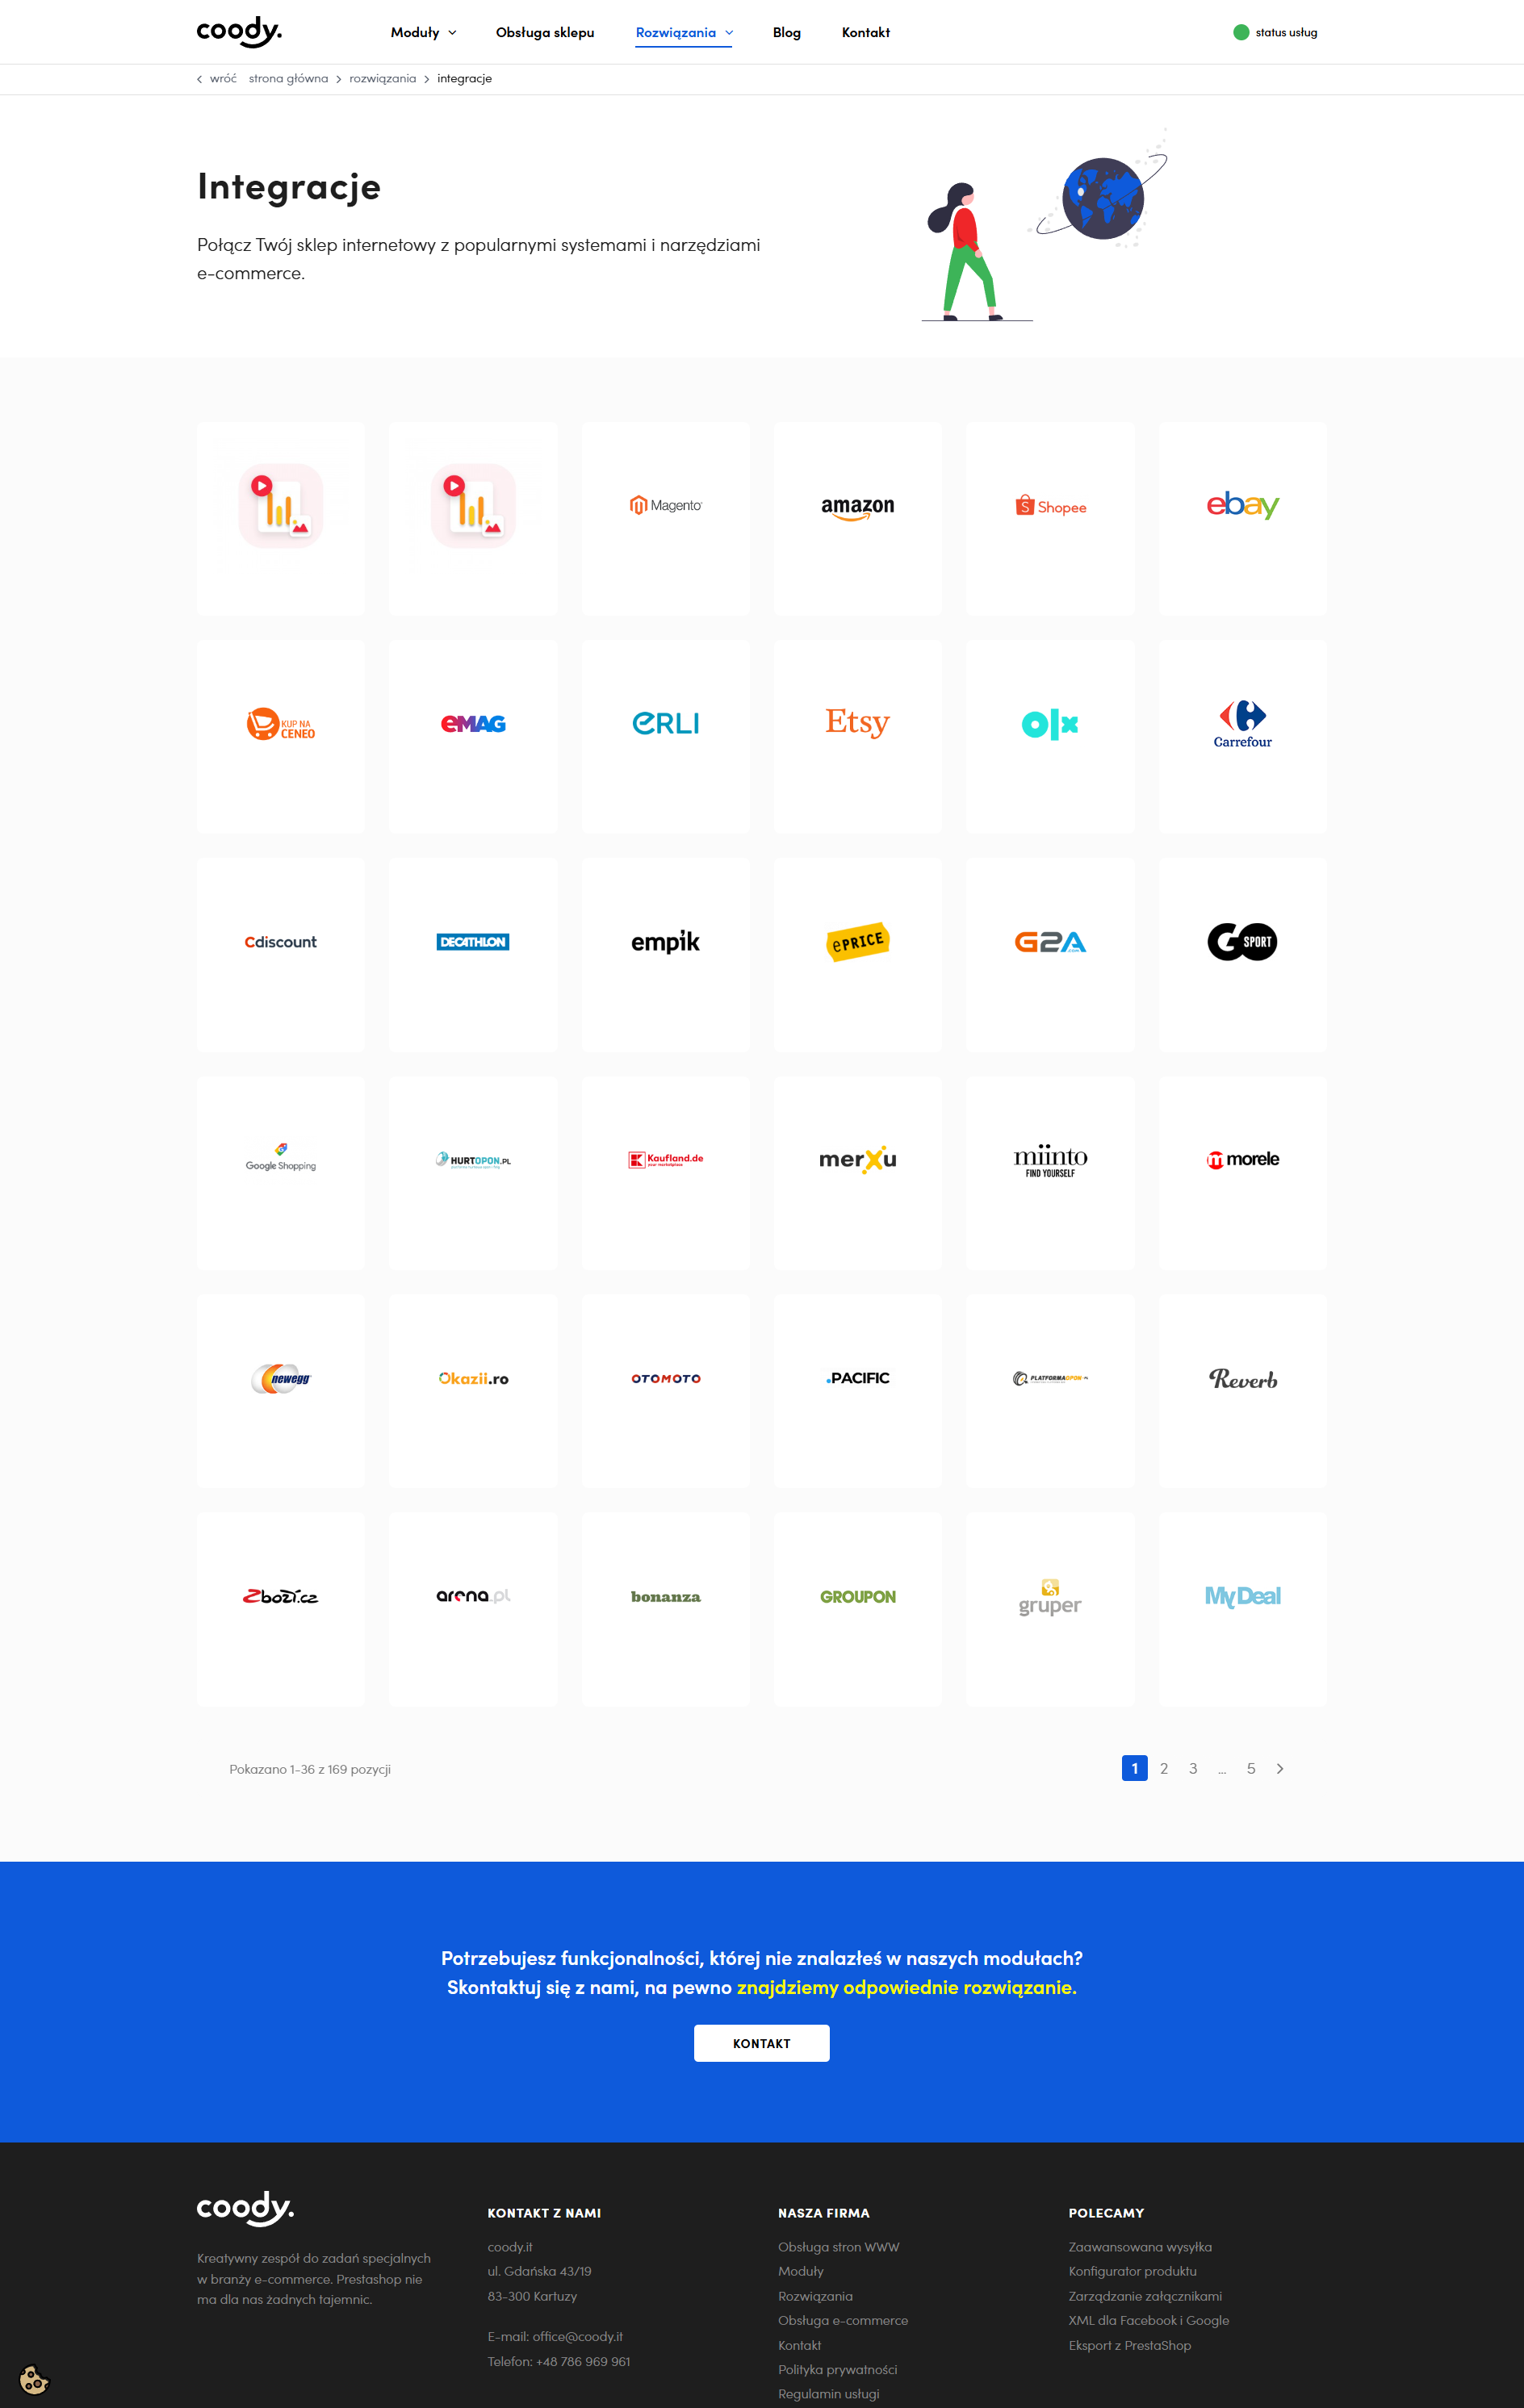 coody.
Moduły
Obsługa sklepu
Rozwiązania
Blog
Kontakt
status usług
wróć strona główna rozwiązania integracje
Integracje
Połącz Twój sklep internetowy z popularnymi systemami i narzędziami
e-commerce.
Magento
amazon
Shopee
ebay
KUP NA
CENEO
eMAG
eRLI
Etsy
olx
Carrefour
Cdiscount
DECATHLON
empik
ePRICE
G2A
.com
GO SPORT
Google Shopping
HURTOPON.PL
Kaufland.de
your marketplace
merXu
miinto
FIND YOURSELF
morele
newegg
Okazii.ro
OTOMOTO
.PACIFIC
PLATFORMAOPON
Reverb
Zboží.cz
arena.pl
bonanza
GROUPON
gruper
MyDeal
Pokazano 1-36 z 169 pozycji
1 2 3 ... 5
Potrzebujesz funkcjonalności, której nie znalazłeś w naszych modułach?
Skontaktuj się z nami, na pewno znajdziemy odpowiednie rozwiązanie.
KONTAKT
coody.
Kreatywny zespół do zadań specjalnych
w branży e-commerce. Prestashop nie
ma dla nas żadnych tajemnic.
KONTAKT Z NAMI
coody.it
ul. Gdańska 43/19
83-300 Kartuzy
E-mail: office@coody.it
Telefon: +48 786 969 961
NASZA FIRMA
Obsługa stron WWW
Moduły
Rozwiązania
Obsługa e-commerce
Kontakt
Polityka prywatności
Regulamin usługi
POLECAMY
Zaawansowana wysyłka
Konfigurator produktu
Zarządzanie załącznikami
XML dla Facebook i Google
Eksport z PrestaShop